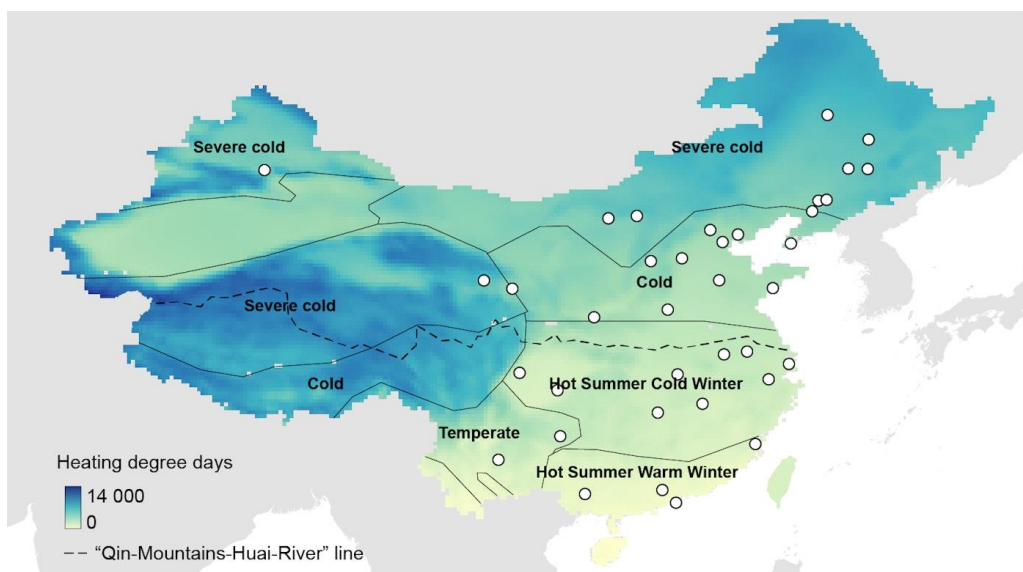 Severe cold
Severe cold
Cold
Severe cold
Cold
Hot Summer Cold Winter
Temperate
Hot Summer Warm Winter
Heating degree days
14 000
0
“Qin-Mountains-Huai-River” line